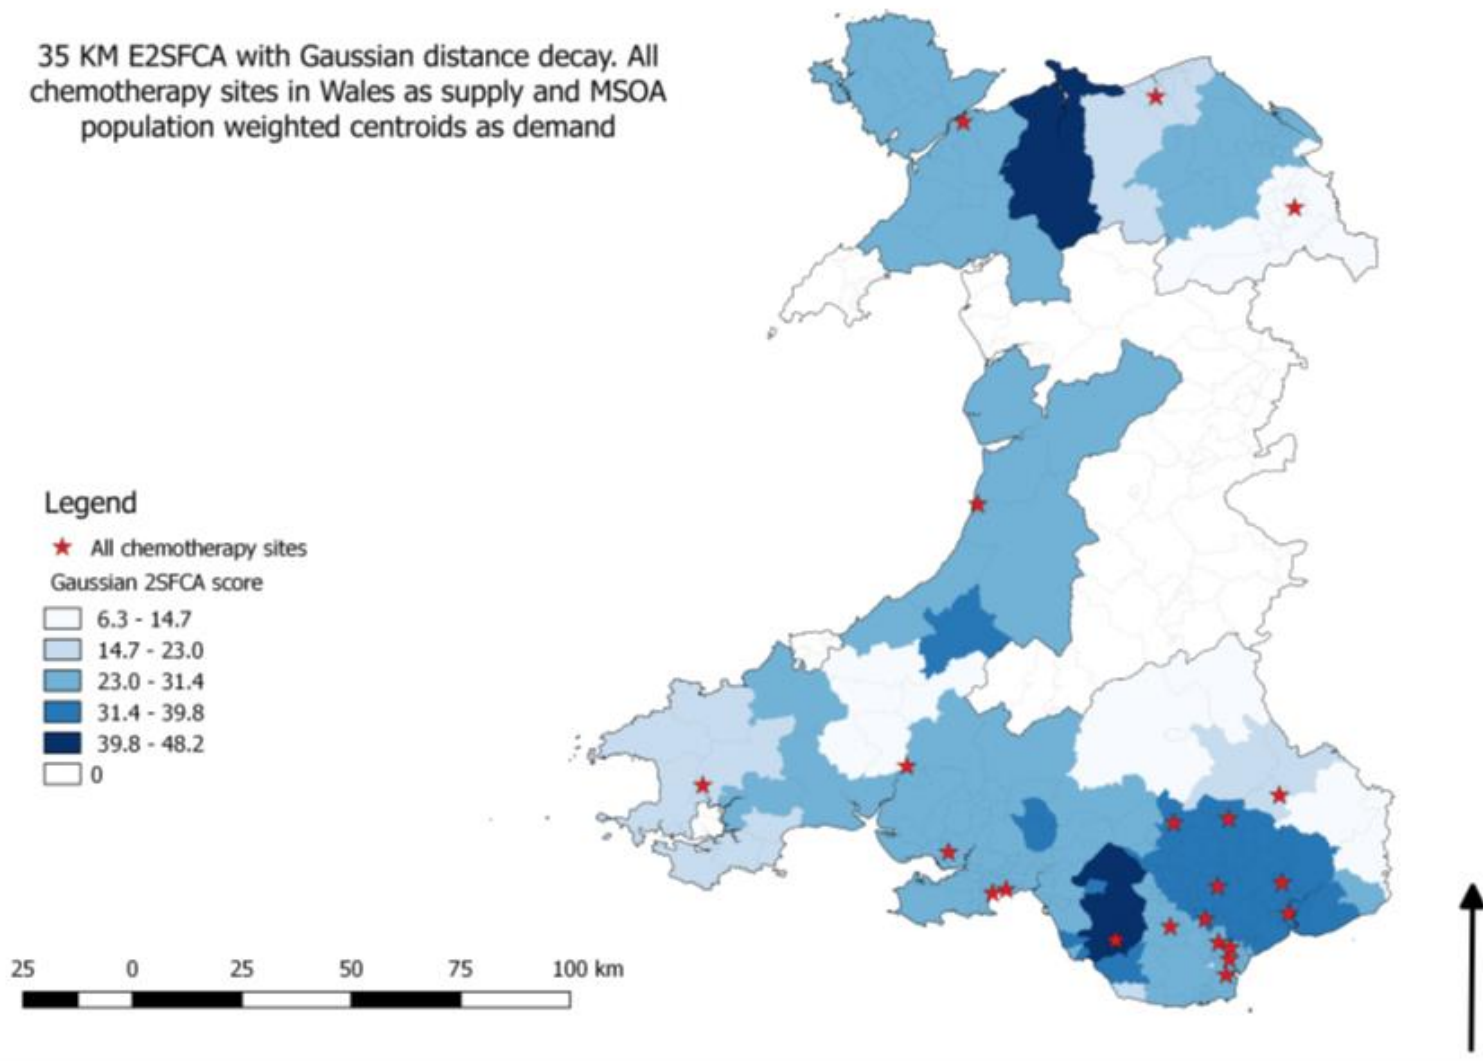 35 KM E2SFCA with Gaussian distance decay. All
chemotherapy sites in Wales as supply and MSOA
population weighted centroids as demand
Legend
All chemotherapy sites
Gaussian 2SFCA score
6.3 - 14.7
14.7 - 23.0
23.0 - 31.4
31.4 - 39.8
39.8 - 48.2
0
25 0 25 50 75 100 km